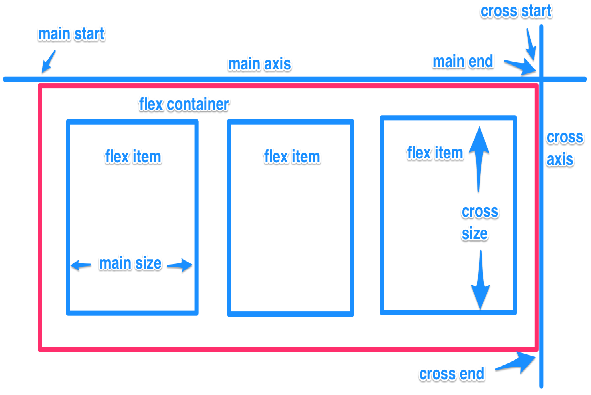 cross start
main start
main axis
main end
flex container
cross
axis
flex item
flex item
flex item
cross
size
main size
cross end